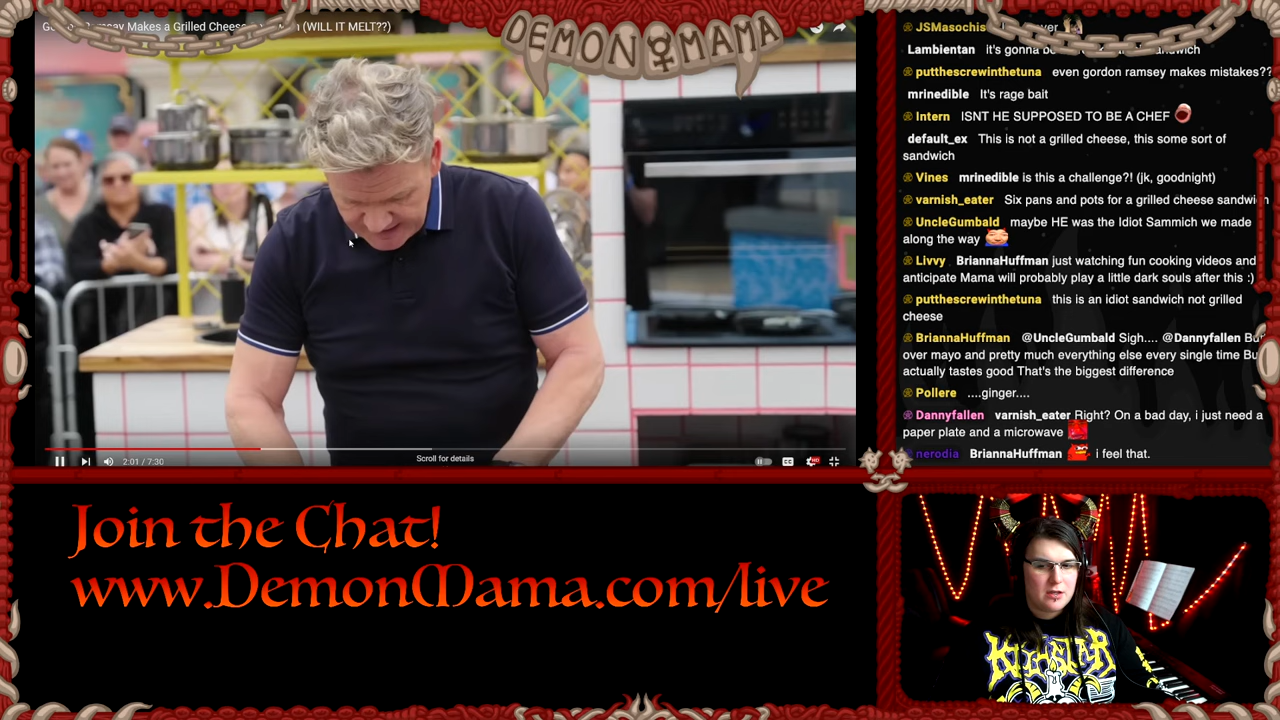 Ramsey Makes a Grilled Cheese
(WILL IT MELT??)
DEMON MAMA
JSMasochis
Lambientan it's gonna
putthescrewinthetuna even gordon ramsey makes mistakes??
mrinedible It's rage bait
Intern ISNT HE SUPPOSED TO BE A CHEF
default_ex This is not a grilled cheese, this some sort of
sandwich
Vines mrinedible is this a challenge?! (jk, goodnight)
varnish_eater Six pans and pots for a grilled cheese sandwich
UncleGumbald maybe HE was the Idiot Sammich we made
along the way
Livvy BriannaHuffman just watching fun cooking videos and
anticipate Mama will probably play a little dark souls after this :)
putthescrewinthetuna this is an idiot sandwich not grilled
cheese
BriannaHuffman @UncleGumbald Sigh.... @Dannyfallen
over mayo and pretty much everything else every single time
actually tastes good That's the biggest difference
Pollere ....ginger....
Dannyfallen varnish_eater Right? On a bad day, i just need a
paper plate and a microwave
nerodia BriannaHuffman i feel that.
2:01 / 7:30
Scroll for details
CC
HD
Join the Chat!
www.DemonMama.com/live
KILLSTAR